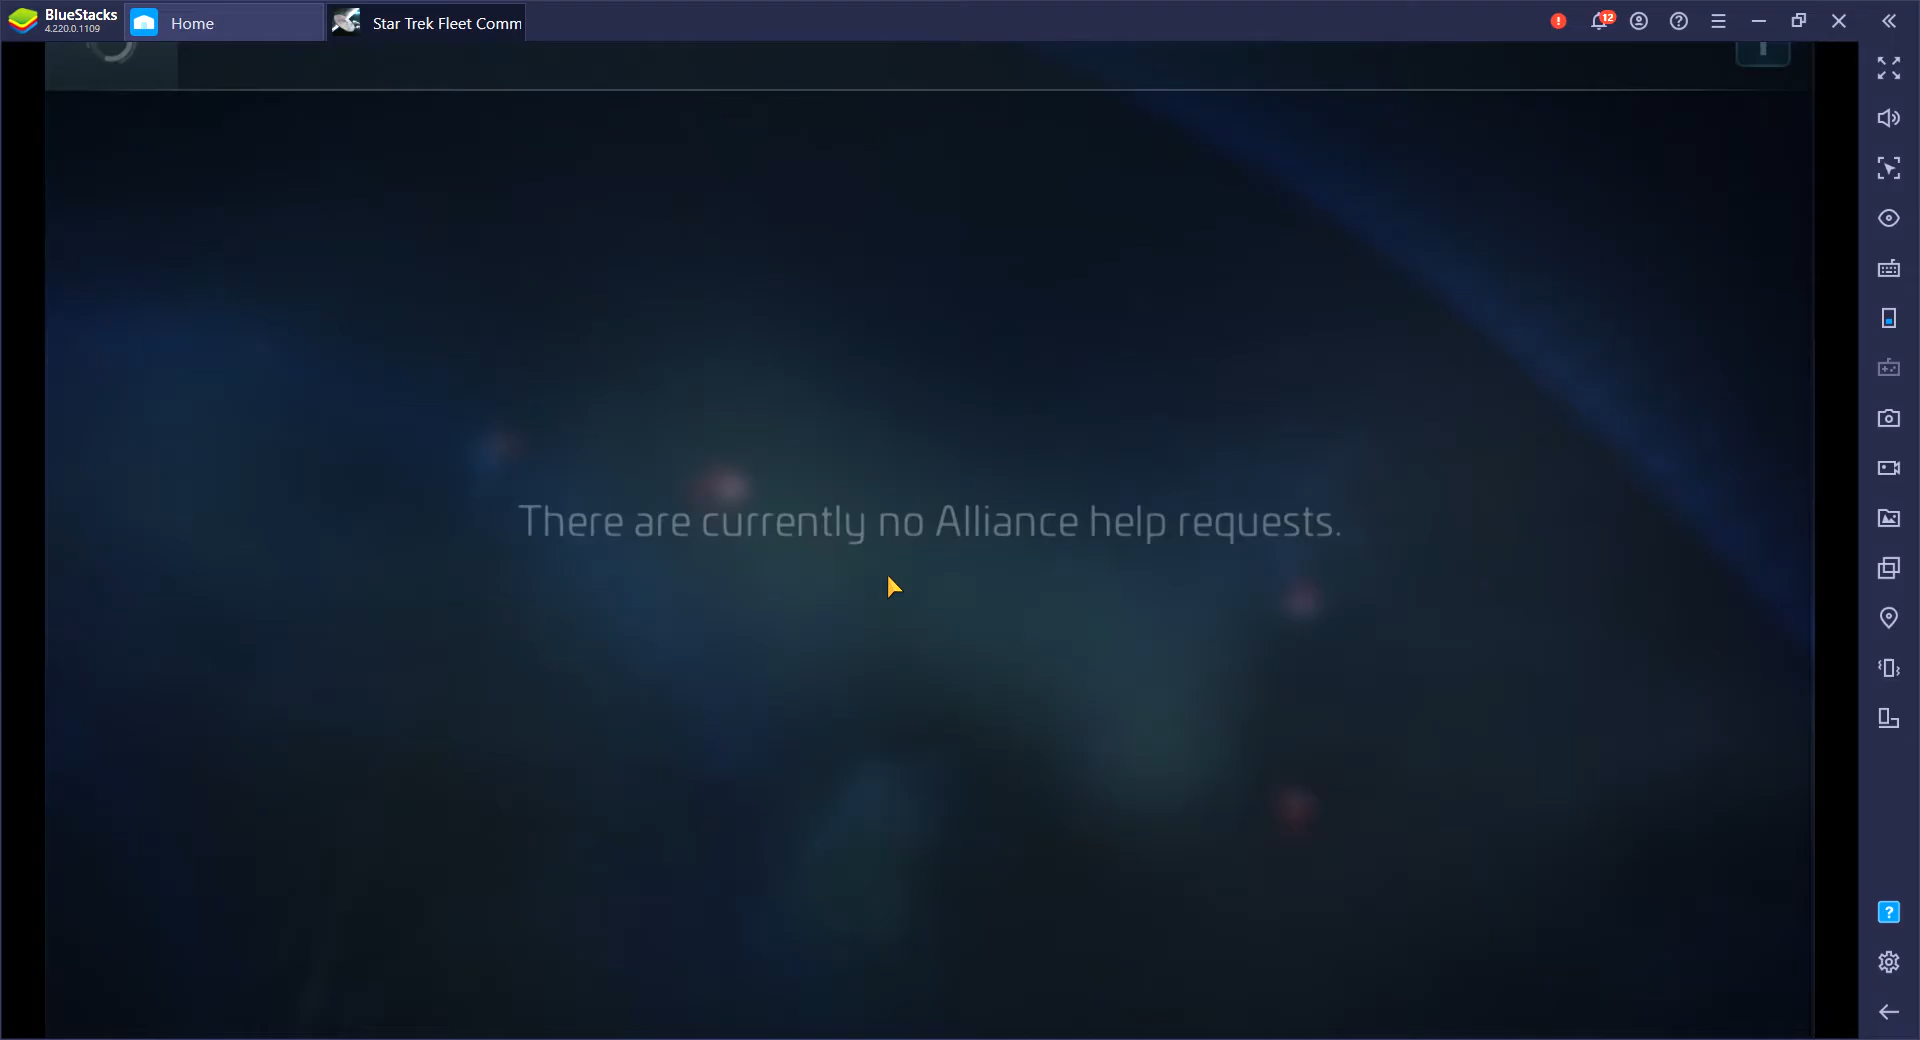 BlueStacks
4.220.0.1109
Home
Star Trek Fleet Comm
12
There are currently no Alliance help requests.